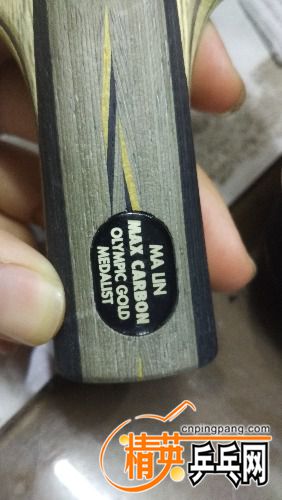 MA LIN
MAX CARBON
OLYMPIC GOLD
MEDALIST
cnpingpang.com
精英乒乓网